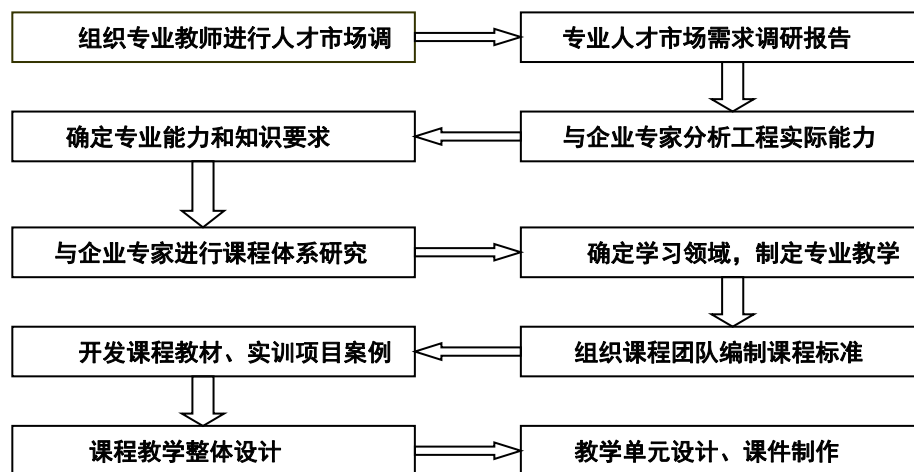 组织专业教师进行人才市场调
专业人才市场需求调研报告
确定专业能力和知识要求
与企业专家分析工程实际能力
与企业专家进行课程体系研究
确定学习领域，制定专业教学
开发课程教材、实训项目案例
组织课程团队编制课程标准
课程教学整体设计
教学单元设计、课件制作